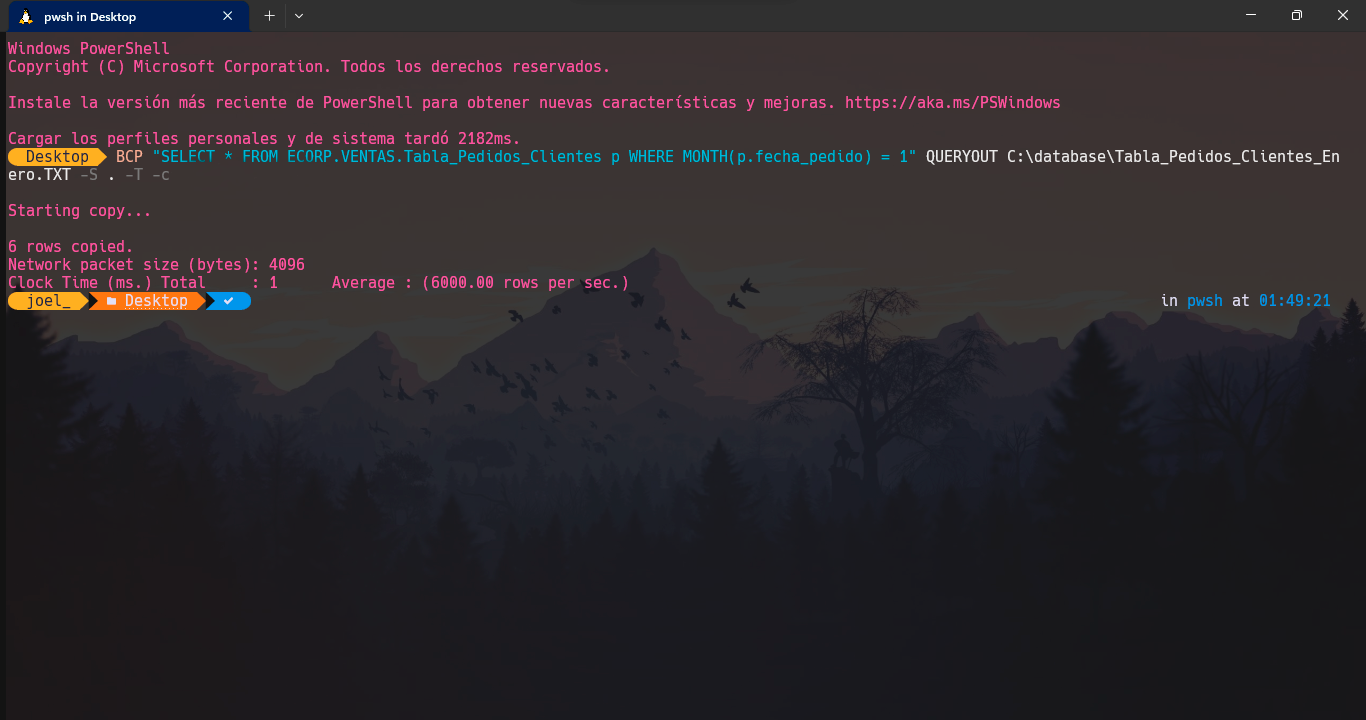 pwsh in Desktop
Windows PowerShell
Copyright (C) Microsoft Corporation. Todos los derechos reservados.
Instale la versión más reciente de PowerShell para obtener nuevas características y mejoras. https://aka.ms/PSWindows
Cargar los perfiles personales y de sistema tardó 2182ms.
Desktop BCP "SELECT * FROM ECORP.VENTAS.Tabla_Pedidos_Clientes p WHERE MONTH(p.fecha_pedido) = 1" QUERYOUT C:\database\Tabla_Pedidos_Clientes_En
ero.TXT -S . -T -c
Starting copy...
6 rows copied.
Network packet size (bytes): 4096
Clock Time (ms.) Total     : 1      Average : (6000.00 rows per sec.)
joel_ Desktop ✓ in pwsh at 01:49:21